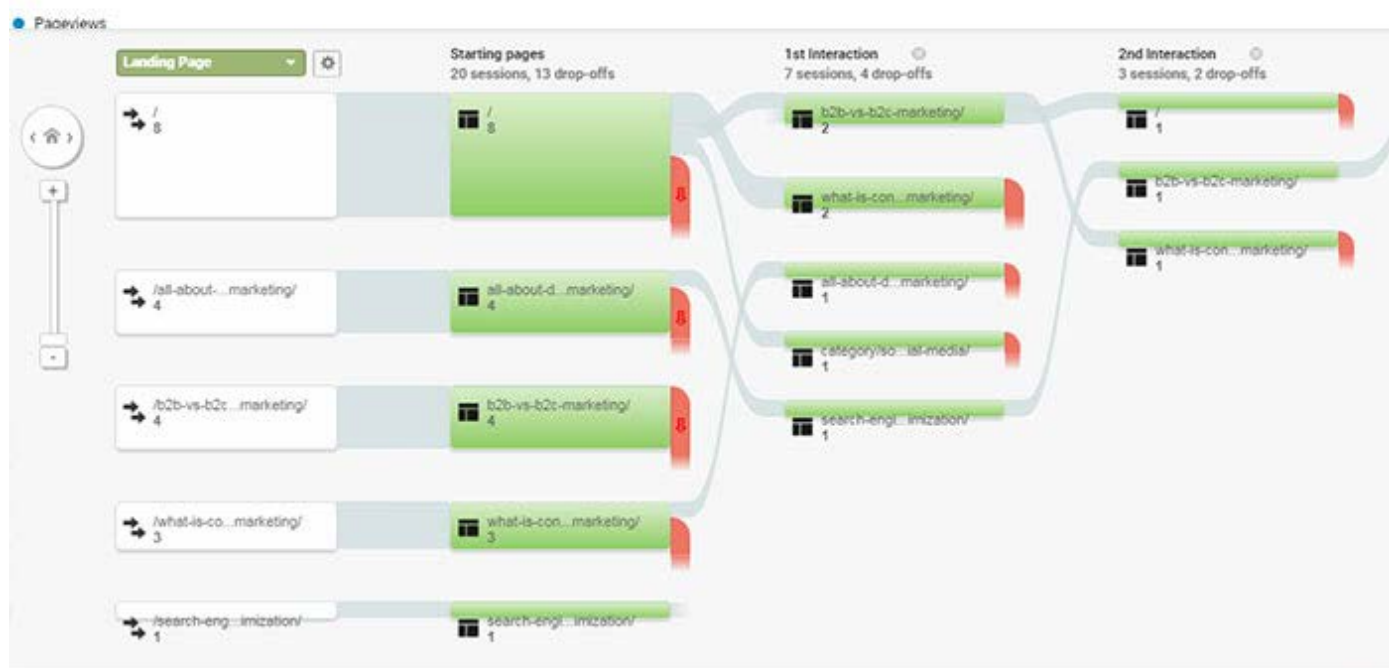 Pageviews
Landing Page
Starting pages
20 sessions, 13 drop-offs
1st Interaction
7 sessions, 4 drop-offs
2nd Interaction
3 sessions, 2 drop-offs
/
8
/
8
b2b-vs-b2c-marketing/
2
/
1
what-is-con...marketing/
2
b2b-vs-b2c-marketing/
1
what-is-con...marketing/
1
/all-about-...marketing/
4
all-about-d...marketing/
4
all-about-d...marketing/
1
category/so...ial-media/
1
/b2b-vs-b2c...marketing/
4
b2b-vs-b2c-marketing/
4
search-engi...imization/
1
/what-is-co...marketing/
3
what-is-con...marketing/
3
/search-eng...imization/
1
search-engi...imization/
1